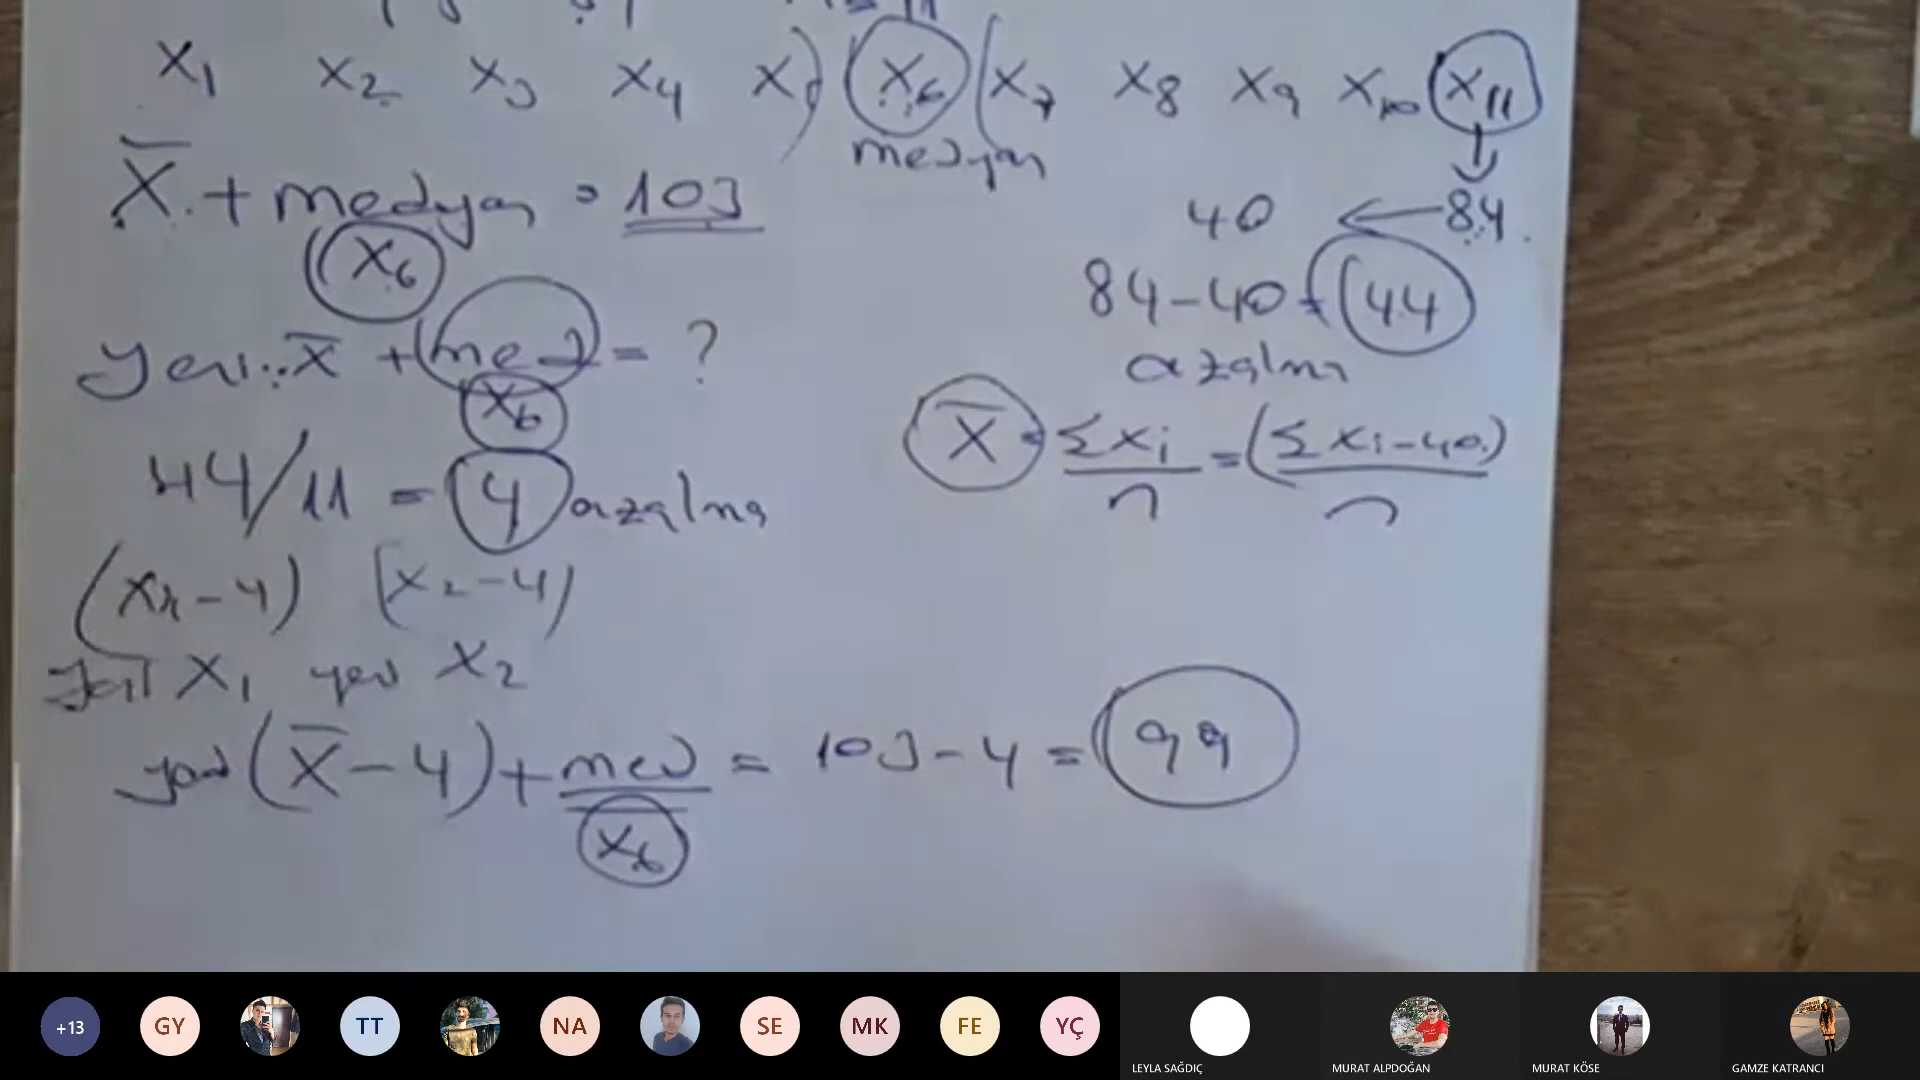 x₁ x₂ x₃ x₄ x₅ x₆ x₇ x₈ x₉ x₁₀ x₁₁
medyan
X̄ + medyan = 103
x₆
40 ← 84
84-40 = 44
azalma
yeni X̄ + med = ?
x₆
X̄ = Σxi/n = (Σxi-40)/n
44/11 = 4 azalma
(x₁-4) (x₂-4)
yeni x₁ yeni x₂
yeni (X̄-4) + med = 103-4 = 99
x₆
+13 GY TT NA SE MK FE YÇ
LEYLA SAĞDIÇ MURAT ALPDOĞAN MURAT KÖSE GAMZE KATRANCI